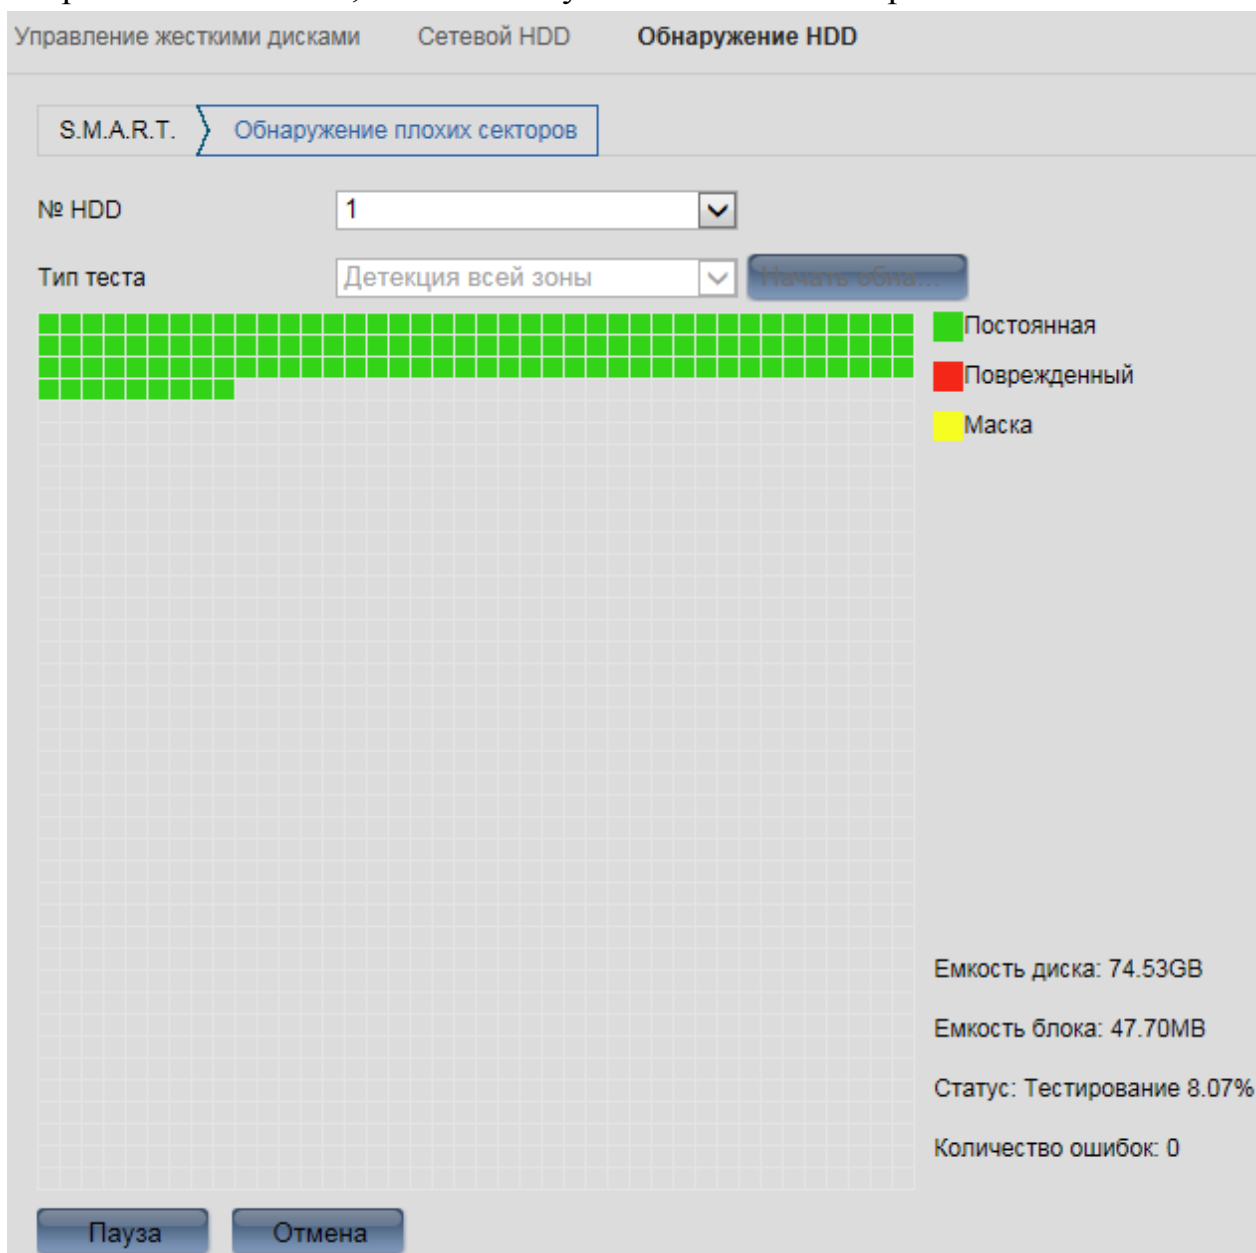 Управление жесткими дисками Сетевой HDD Обнаружение HDD
S.M.A.R.T. Обнаружение плохих секторов
№ HDD 1
Тип теста Детекция всей зоны Начать обна...
Постоянная
Поврежденный
Маска
Емкость диска: 74.53GB
Емкость блока: 47.70MB
Статус: Тестирование 8.07%
Количество ошибок: 0
Пауза Отмена